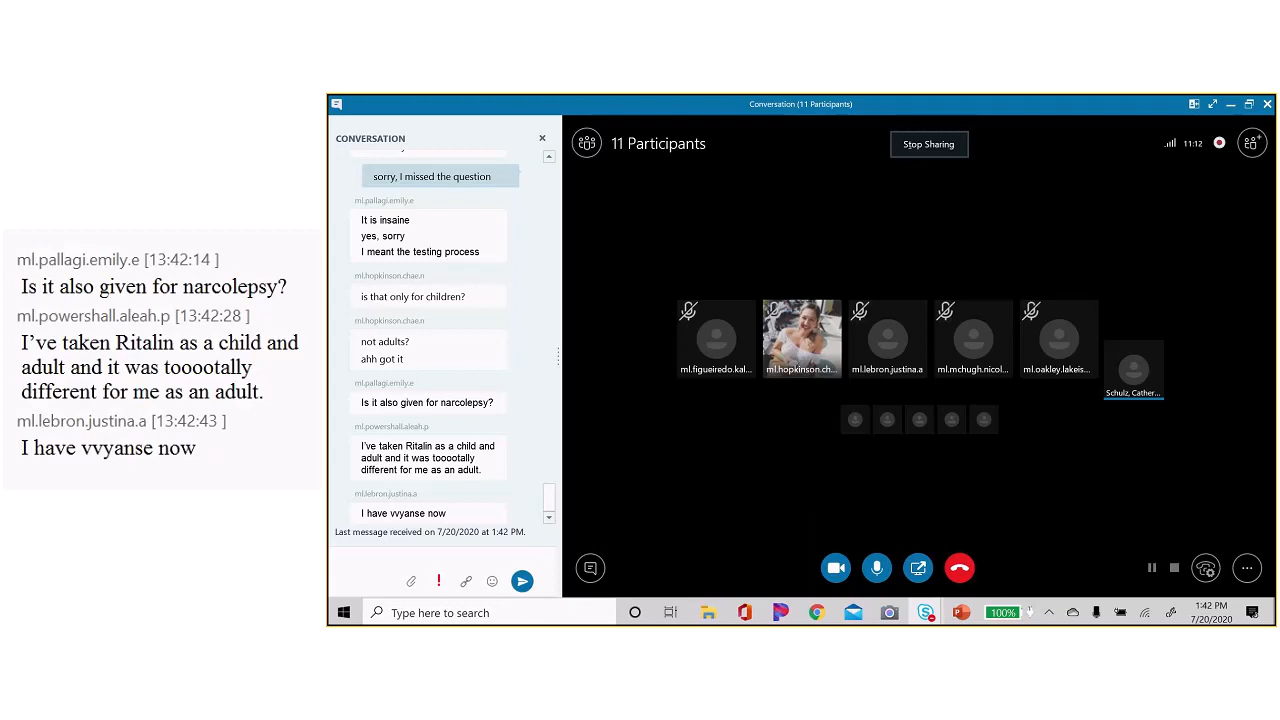 ml.pallagi.emily.e [13:42:14 ]
Is it also given for narcolepsy?
ml.powershall.aleah.p [13:42:28 ]
I've taken Ritalin as a child and
adult and it was tooootally
different for me as an adult.
ml.lebron.justina.a [13:42:43 ]
I have vvyanse now
Conversation (11 Participants)
CONVERSATION
sorry, I missed the question
ml.pallagi.emily.e
It is insaine
yes, sorry
I meant the testing process
ml.hopkinson.chae.n
is that only for children?
ml.hopkinson.chae.n
not adults?
ahh got it
ml.pallagi.emily.e
Is it also given for narcolepsy?
ml.powershall.aleah.p
I've taken Ritalin as a child and
adult and it was tooootally
different for me as an adult.
ml.lebron.justina.a
I have vvyanse now
Last message received on 7/20/2020 at 1:42 PM.
11 Participants
Stop Sharing
11:12
ml.figueiredo.kal...
ml.hopkinson.ch...
ml.lebron.justina.a
ml.mchugh.nicol...
ml.oakley.lakeis...
Schulz, Cather...
Type here to search
100%
1:42 PM
7/20/2020